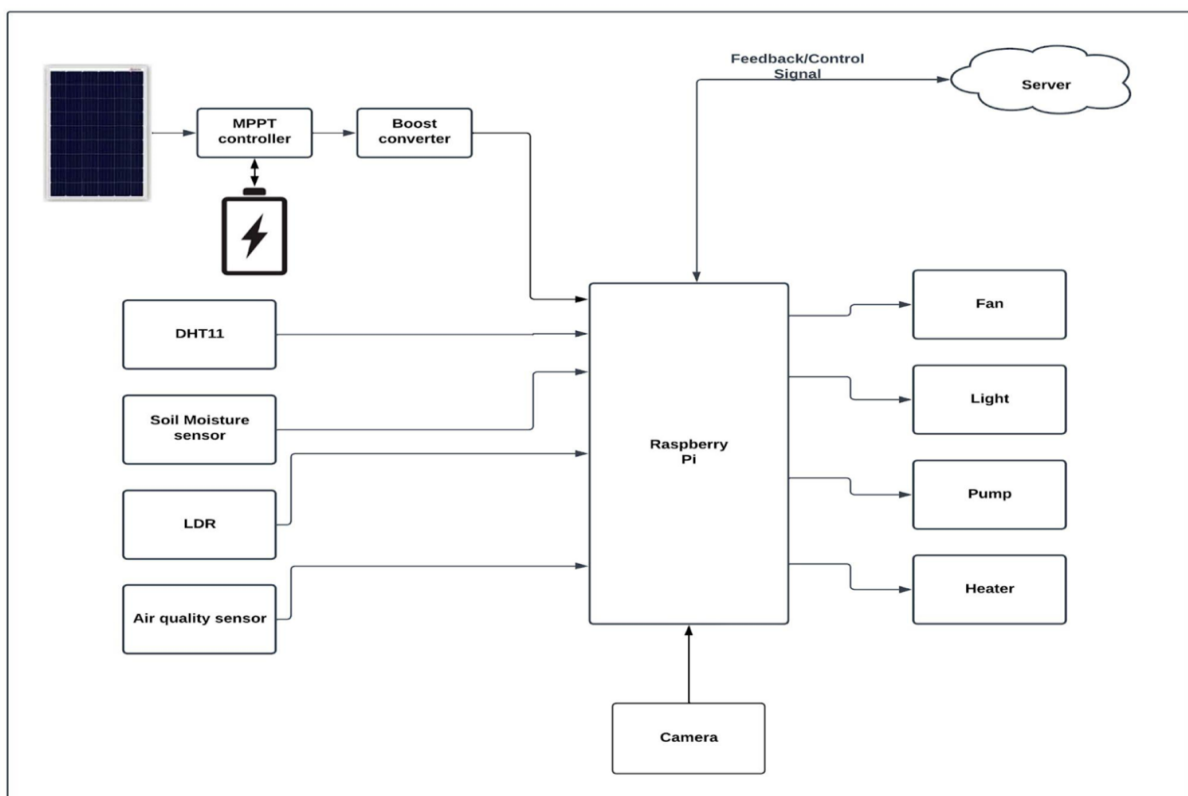 Feedback/Control
Signal
Server
MPPT
controller
Boost
converter
DHT11
Soil Moisture
sensor
LDR
Air quality sensor
Raspberry
Pi
Fan
Light
Pump
Heater
Camera